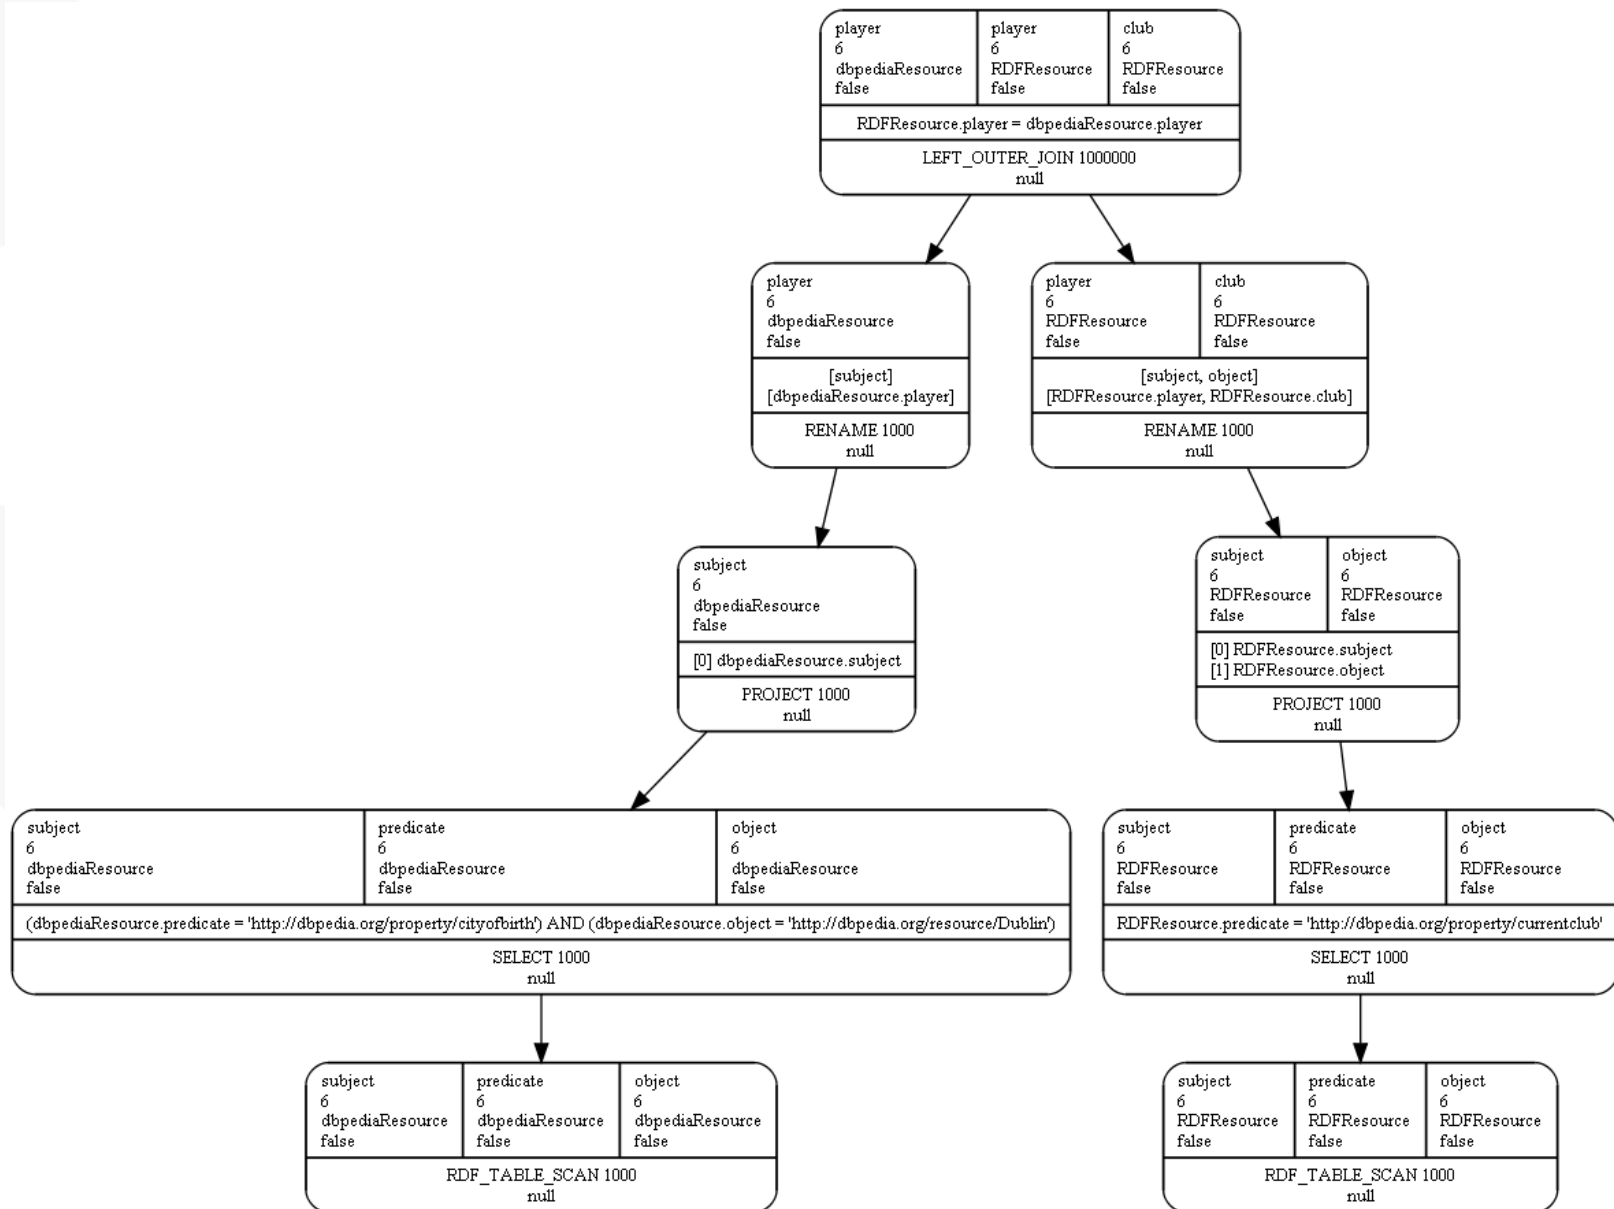 player
6
dbpediaResource
false
player
6
RDFResource
false
club
6
RDFResource
false
RDFResource.player = dbpediaResource.player
LEFT_OUTER_JOIN 1000000
null
player
6
dbpediaResource
false
[subject]
[dbpediaResource.player]
RENAME 1000
null
player
6
RDFResource
false
club
6
RDFResource
false
[subject, object]
[RDFResource.player, RDFResource.club]
RENAME 1000
null
subject
6
dbpediaResource
false
[0] dbpediaResource.subject
PROJECT 1000
null
subject
6
RDFResource
false
object
6
RDFResource
false
[0] RDFResource.subject
[1] RDFResource.object
PROJECT 1000
null
subject
6
dbpediaResource
false
predicate
6
dbpediaResource
false
object
6
dbpediaResource
false
(dbpediaResource.predicate = 'http://dbpedia.org/property/cityofbirth') AND (dbpediaResource.object = 'http://dbpedia.org/resource/Dublin')
SELECT 1000
null
subject
6
RDFResource
false
predicate
6
RDFResource
false
object
6
RDFResource
false
RDFResource.predicate = 'http://dbpedia.org/property/currentclub'
SELECT 1000
null
subject
6
dbpediaResource
false
predicate
6
dbpediaResource
false
object
6
dbpediaResource
false
RDF_TABLE_SCAN 1000
null
subject
6
RDFResource
false
predicate
6
RDFResource
false
object
6
RDFResource
false
RDF_TABLE_SCAN 1000
null